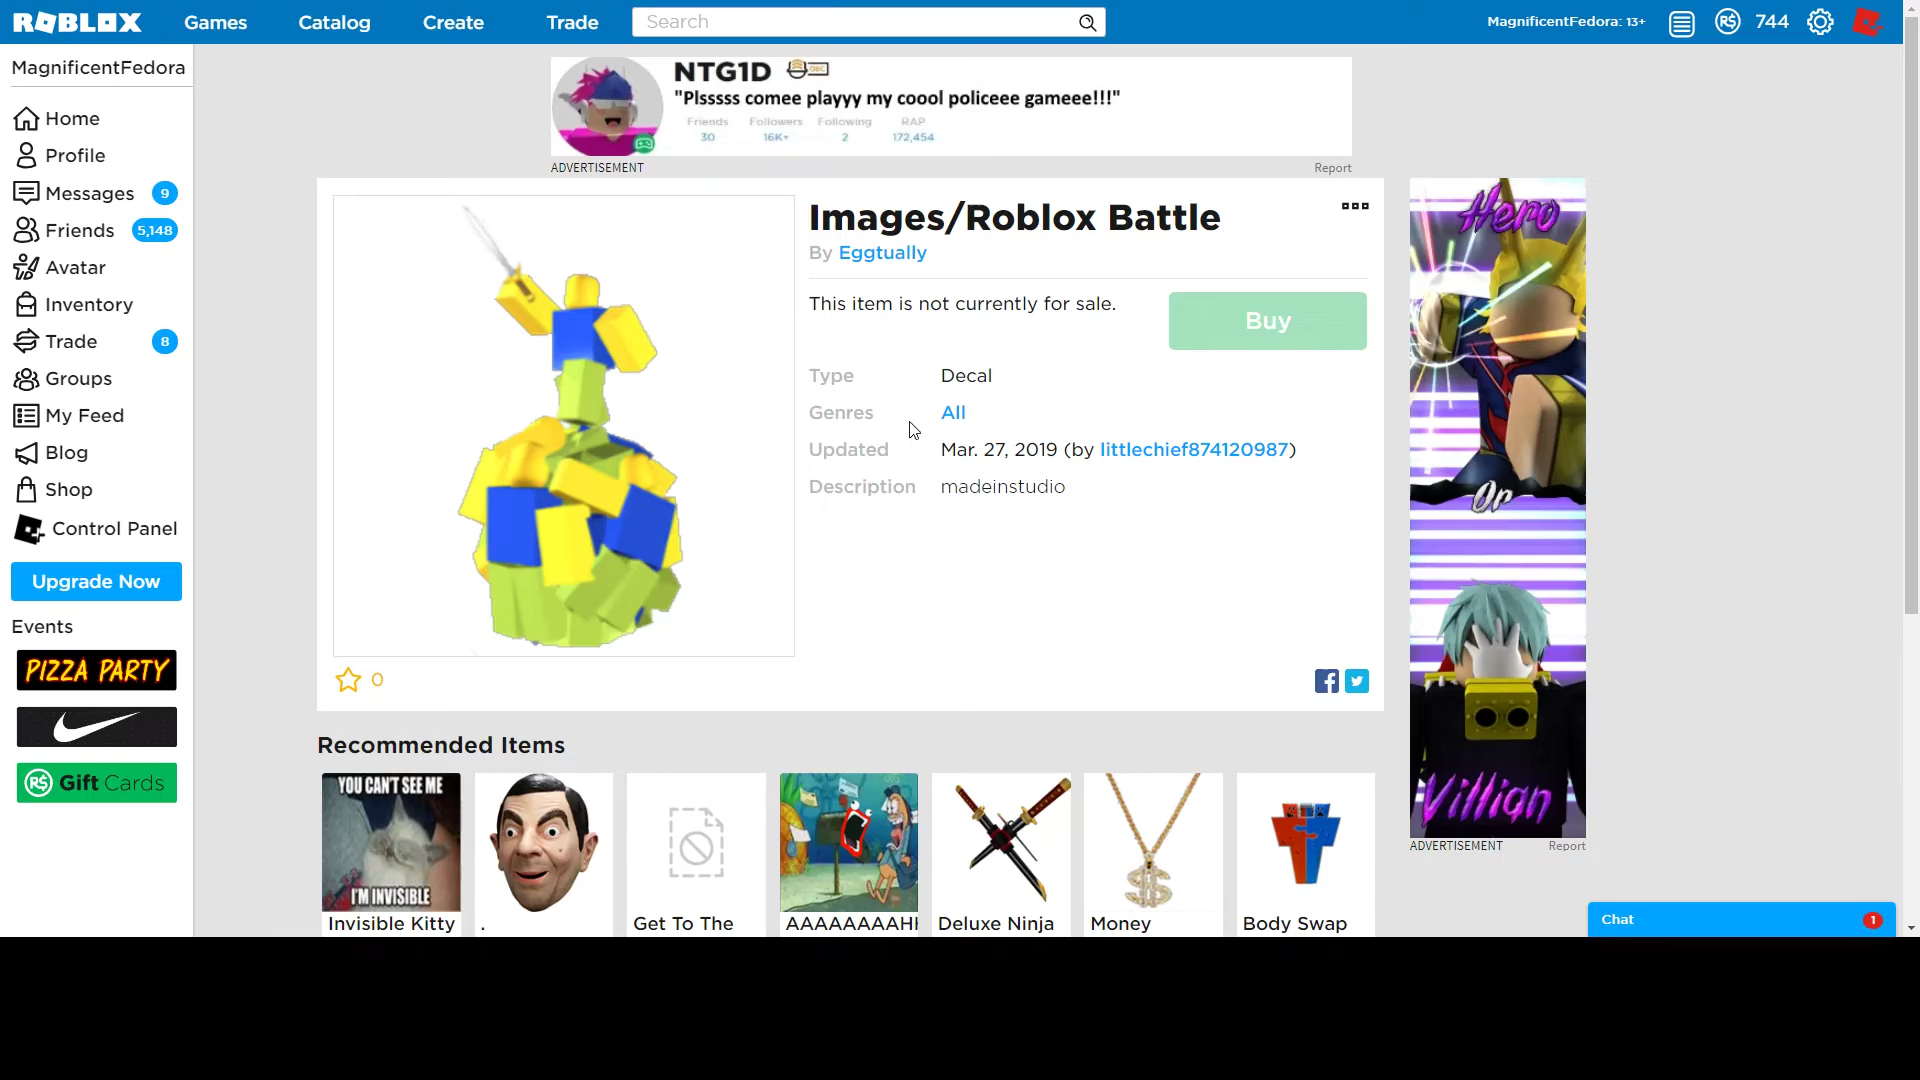 ROBLOX Games Catalog Create Trade Search MagnificentFedora: 13+ 744
MagnificentFedora
Home
Profile
Messages 9
Friends 5,148
Avatar
Inventory
Trade 8
Groups
My Feed
Blog
Shop
Control Panel
Upgrade Now
Events
PIZZA PARTY
Gift Cards
NTG1D OBC
"Plsssss comee playyy my coool policeee gameee!!!"
Friends Followers Following RAP
30 16K+ 2 172,454
ADVERTISEMENT Report
Images/Roblox Battle
By Eggtually
This item is not currently for sale.
Buy
Type Decal
Genres All
Updated Mar. 27, 2019 (by littlechief874120987)
Description madeinstudio
0
Hero
Or
Villian
ADVERTISEMENT Report
Recommended Items
YOU CAN'T SEE ME
I'M INVISIBLE
Invisible Kitty
.
Get To The
AAAAAAAAHH
Deluxe Ninja
Money
Body Swap
Chat 1